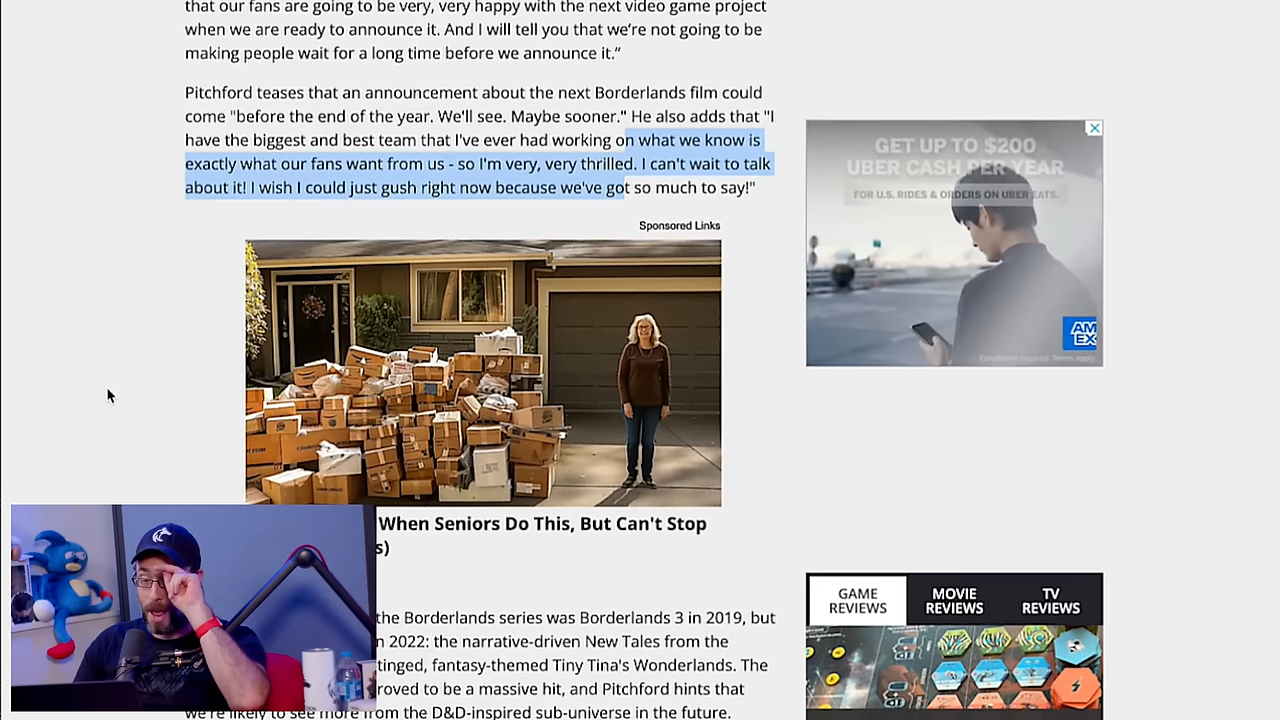 that our fans are going to be very, very happy with the next video game project
when we are ready to announce it. And I will tell you that we’re not going to be
making people wait for a long time before we announce it.”
Pitchford teases that an announcement about the next Borderlands film could
come "before the end of the year. We'll see. Maybe sooner." He also adds that "I
have the biggest and best team that I've ever had working on what we know is
exactly what our fans want from us - so I'm very, very thrilled. I can't wait to talk
about it! I wish I could just gush right now because we've got so much to say!"
Sponsored Links
When Seniors Do This, But Can't Stop
s)
the Borderlands series was Borderlands 3 in 2019, but
n 2022: the narrative-driven New Tales from the
tinged, fantasy-themed Tiny Tina's Wonderlands. The
roved to be a massive hit, and Pitchford hints that
we're likely to see more from the D&D-inspired sub-universe in the future.
GET UP TO $200
UBER CASH PER YEAR
FOR U.S. RIDES & ORDERS ON UBER EATS.
AM
EX
Enrollment required. Terms apply.
GAME
REVIEWS
MOVIE
REVIEWS
TV
REVIEWS